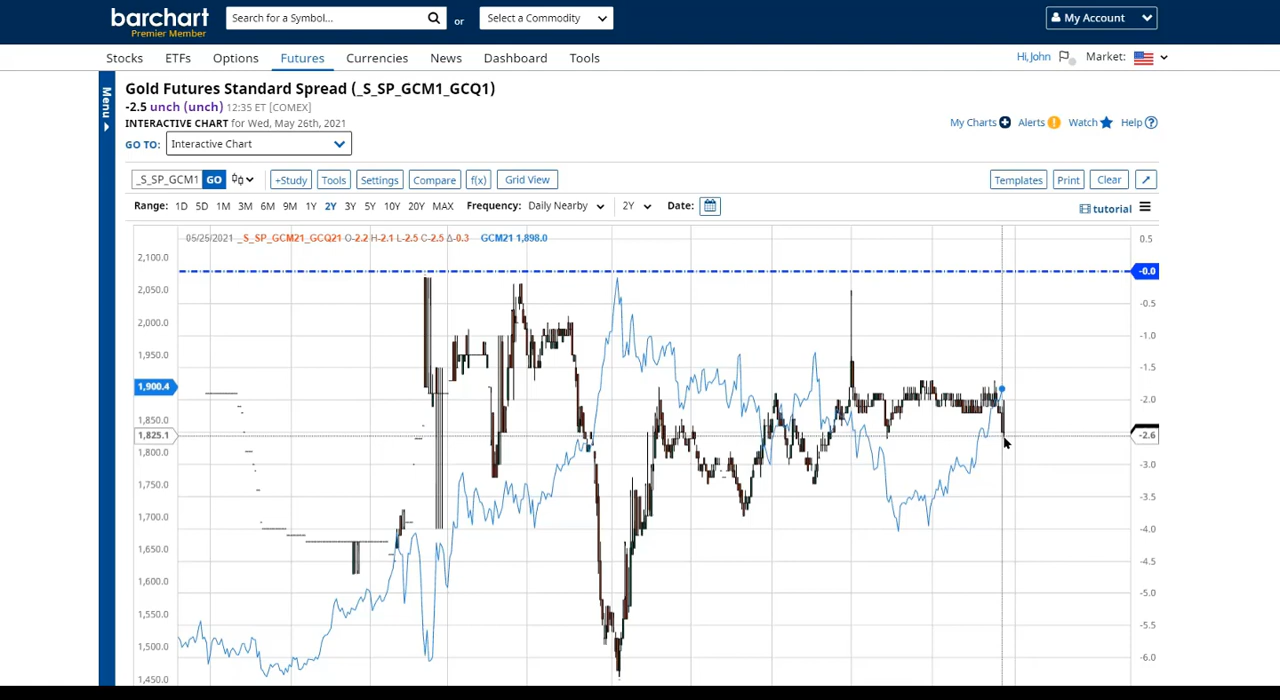 barchart
Premier Member
Search for a Symbol...
or
Select a Commodity
My Account
Stocks ETFs Options Futures Currencies News Dashboard Tools
Hi, John Market:
Menu
Gold Futures Standard Spread (_S_SP_GCM1_GCQ1)
-2.5 unch (unch) 12:35 ET [COMEX]
INTERACTIVE CHART for Wed, May 26th, 2021
My Charts Alerts ! Watch Help ?
GO TO: Interactive Chart
_S_SP_GCM1 GO +Study Tools Settings Compare f(x) Grid View Templates Print Clear
Range: 1D 5D 1M 3M 6M 9M 1Y 2Y 3Y 5Y 10Y 20Y MAX Frequency: Daily Nearby 2Y Date: tutorial
05/25/2021 _S_SP_GCM21_GCQ21 O-2.2 H-2.1 L-2.5 C-2.5 Δ-0.3 GCM21 1,898.0
0.5
2,100.0
-0.0
2,050.0
-0.5
2,000.0
-1.0
1,950.0
-1.5
1,900.4
-2.0
1,850.0
1,825.1
-2.6
1,800.0
-3.0
1,750.0
-3.5
1,700.0
-4.0
1,650.0
-4.5
1,600.0
-5.0
1,550.0
-5.5
1,500.0
-6.0
1,450.0